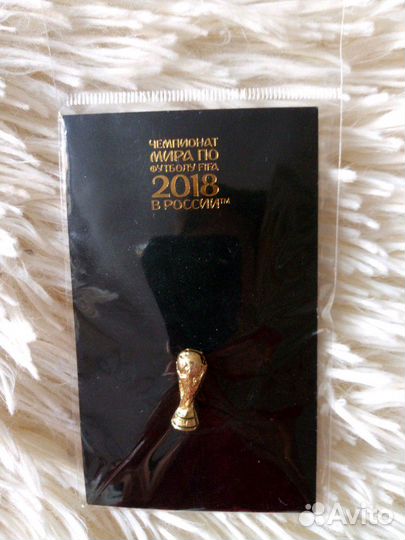 ЧЕМПИОНАТ
МИРА ПО
ФУТБОЛУ FIFA
2018
В РОССИИ™
Avito